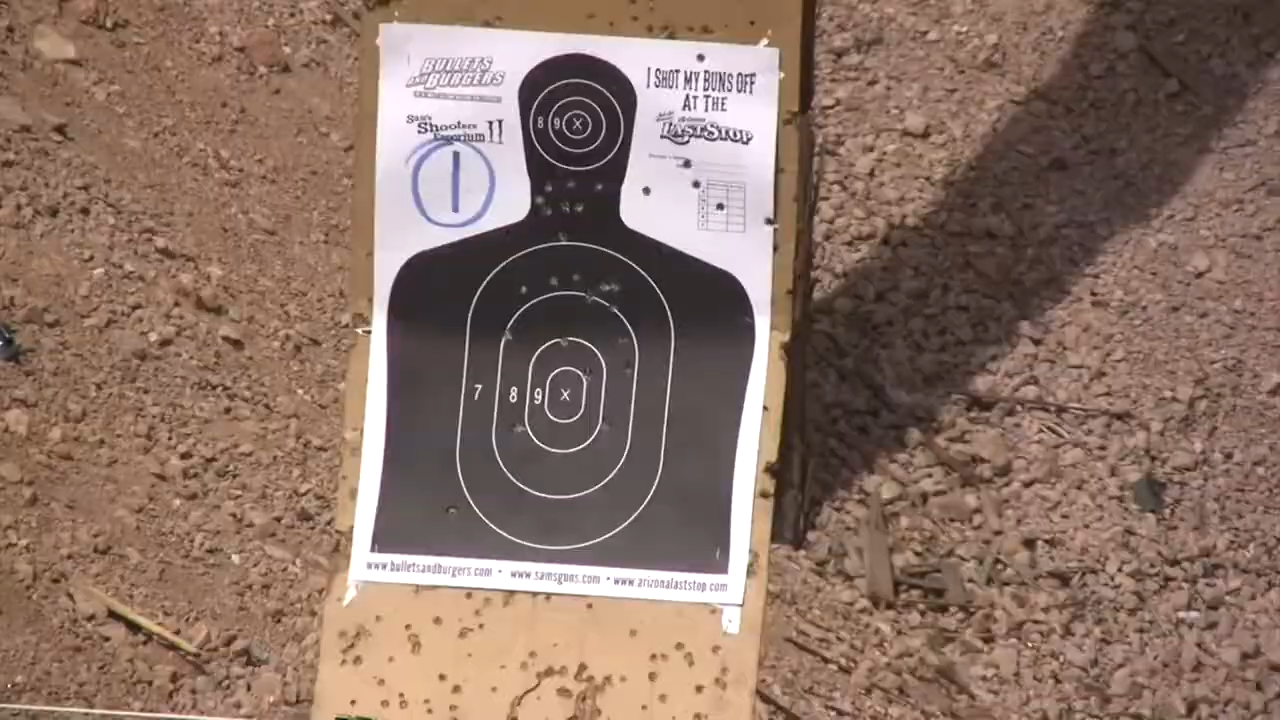 BULLETS
AND BURGERS
I SHOT MY BUNS OFF
AT THE
LAST STOP
Sam's
Shooters
Emporium II
1
8 9 X
7 8 9 X
www.bulletsandburgers.com • www.samsguns.com • www.arizonalaststop.com